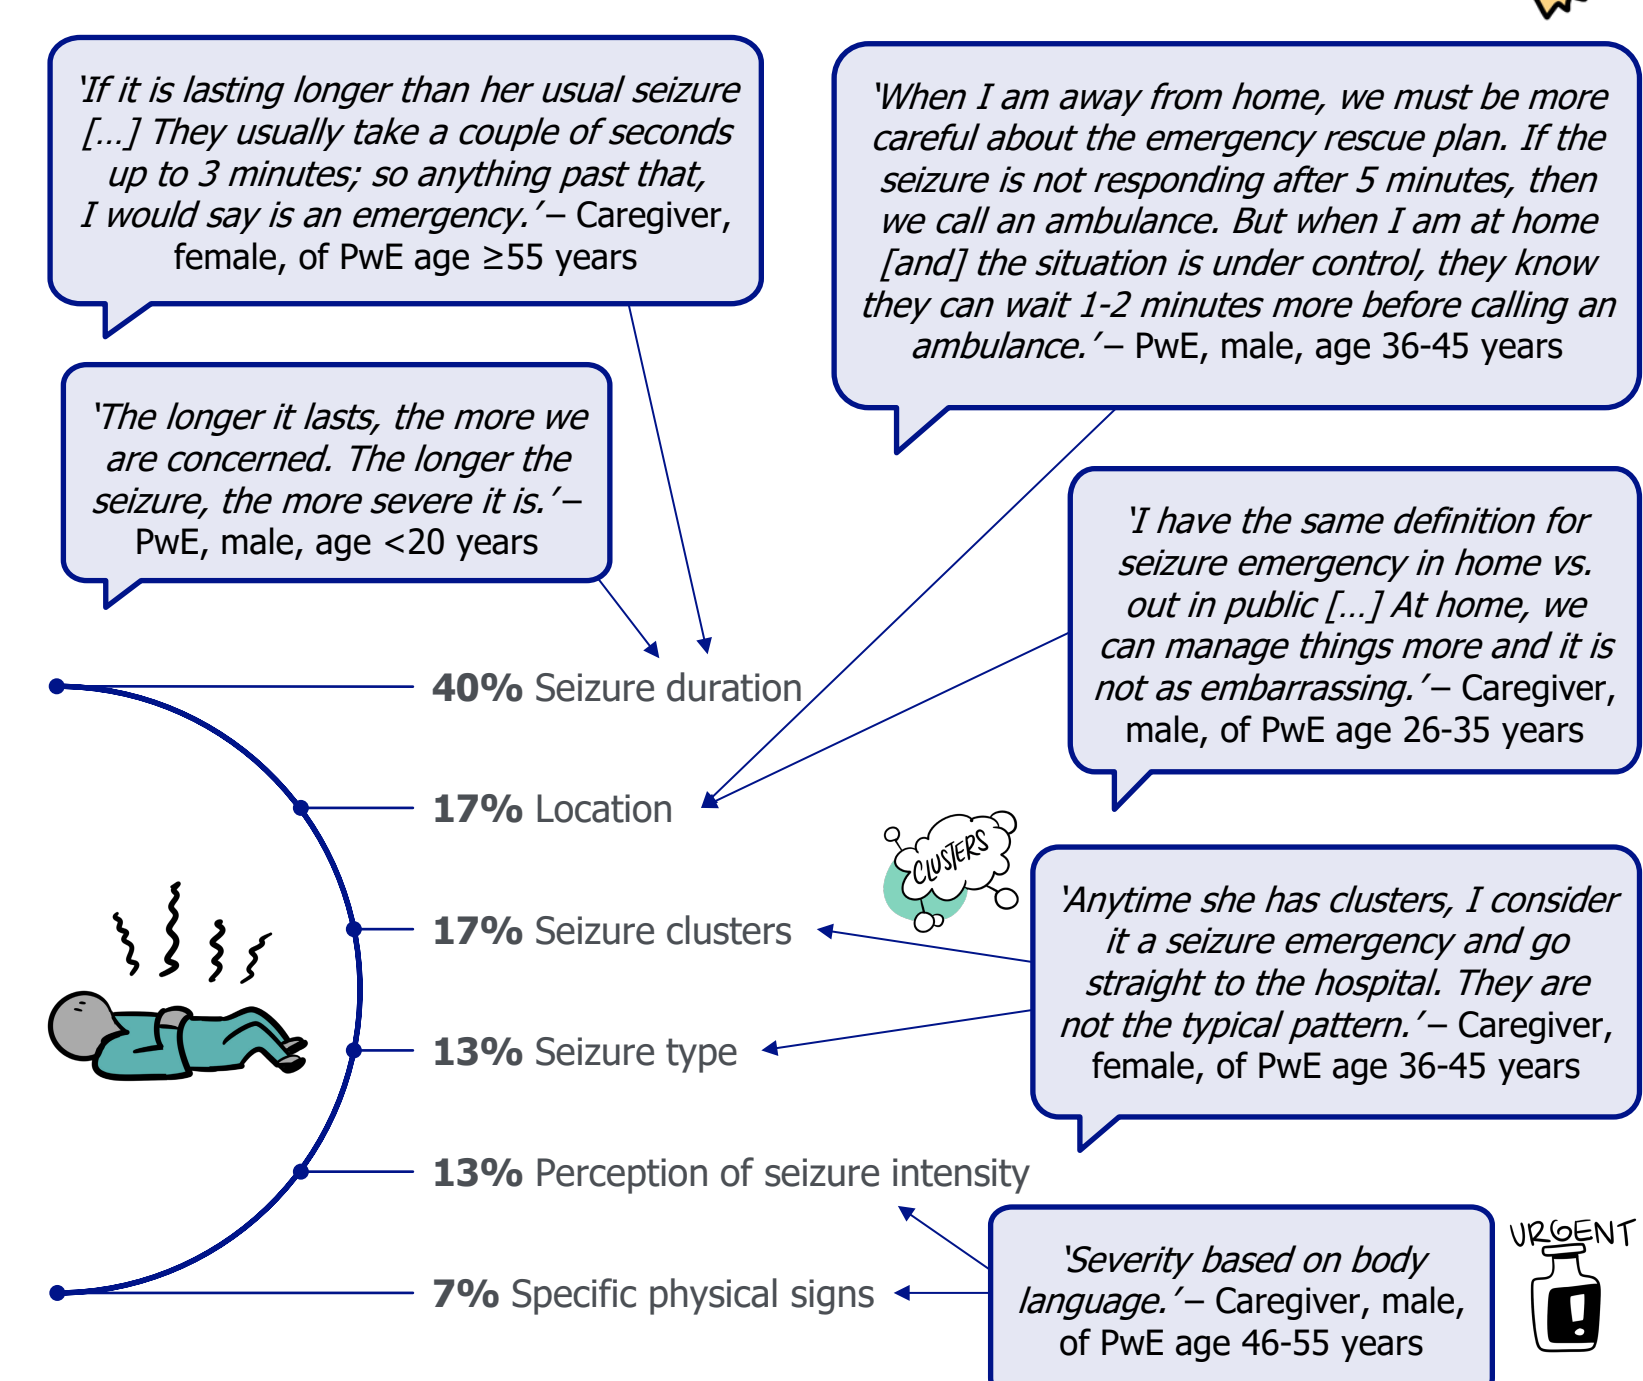 ‘If it is lasting longer than her usual seizure
[…] They usually take a couple of seconds
up to 3 minutes; so anything past that,
I would say is an emergency.’ – Caregiver,
female, of PwE age ≥55 years
‘When I am away from home, we must be more
careful about the emergency rescue plan. If the
seizure is not responding after 5 minutes, then
we call an ambulance. But when I am at home
[and] the situation is under control, they know
they can wait 1-2 minutes more before calling an
ambulance.’ – PwE, male, age 36-45 years
‘The longer it lasts, the more we
are concerned. The longer the
seizure, the more severe it is.’ –
PwE, male, age <20 years
‘I have the same definition for
seizure emergency in home vs.
out in public […] At home, we
can manage things more and it is
not as embarrassing.’ – Caregiver,
male, of PwE age 26-35 years
40% Seizure duration
17% Location
CLUSTERS
17% Seizure clusters
‘Anytime she has clusters, I consider
it a seizure emergency and go
straight to the hospital. They are
not the typical pattern.’ – Caregiver,
female, of PwE age 36-45 years
13% Seizure type
13% Perception of seizure intensity
7% Specific physical signs
‘Severity based on body
language.’ – Caregiver, male,
of PwE age 46-55 years
URGENT
!